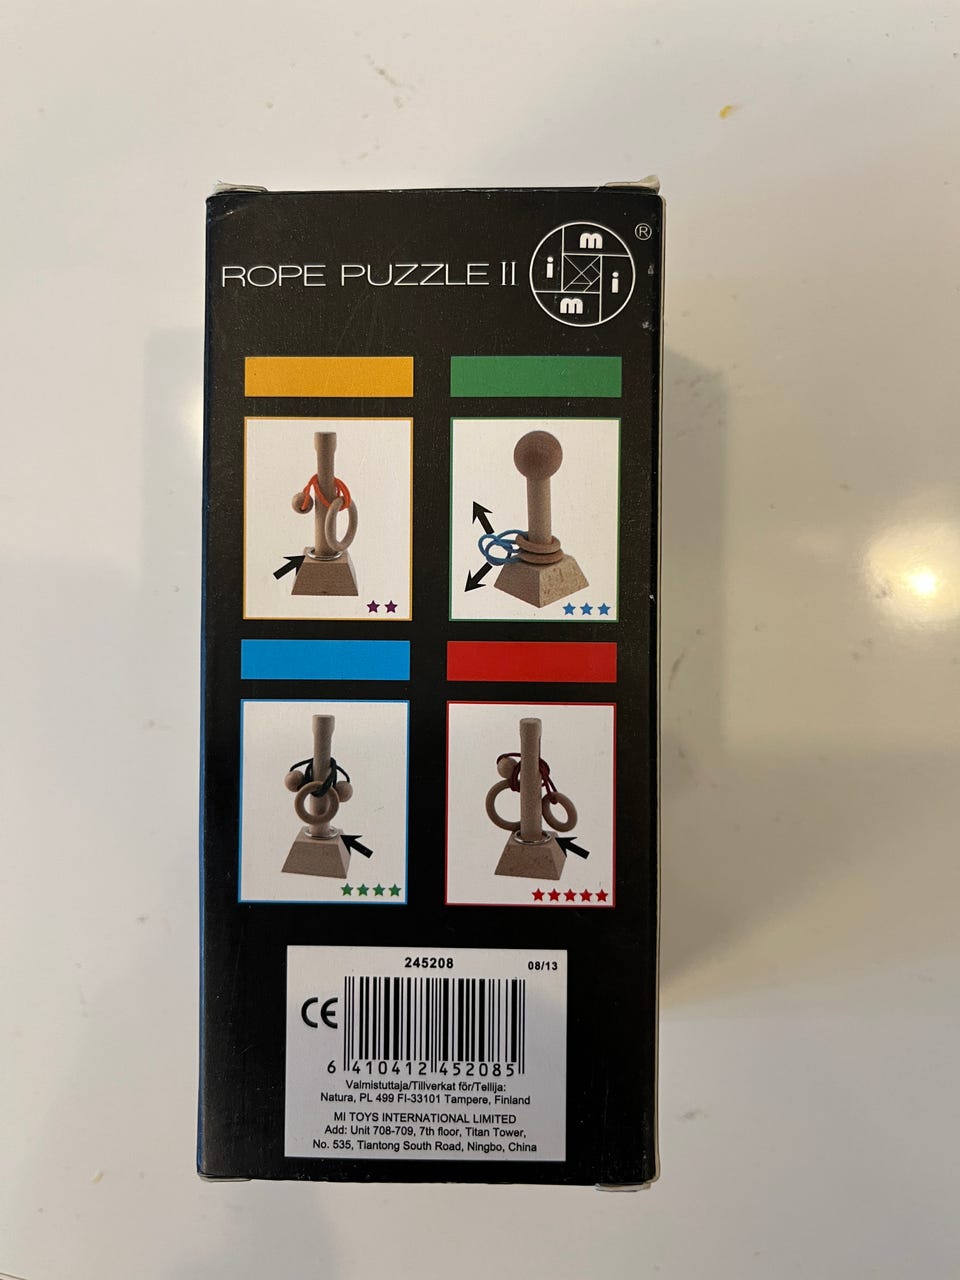 ROPE PUZZLE II
m
i i
m
®
245208 08/13
CE
6 410412 452085
Valmistuttaja/Tillverkat för/Tellija:
Natura, PL 499 FI-33101 Tampere, Finland
MI TOYS INTERNATIONAL LIMITED
Add: Unit 708-709, 7th floor, Titan Tower,
No. 535, Tiantong South Road, Ningbo, China